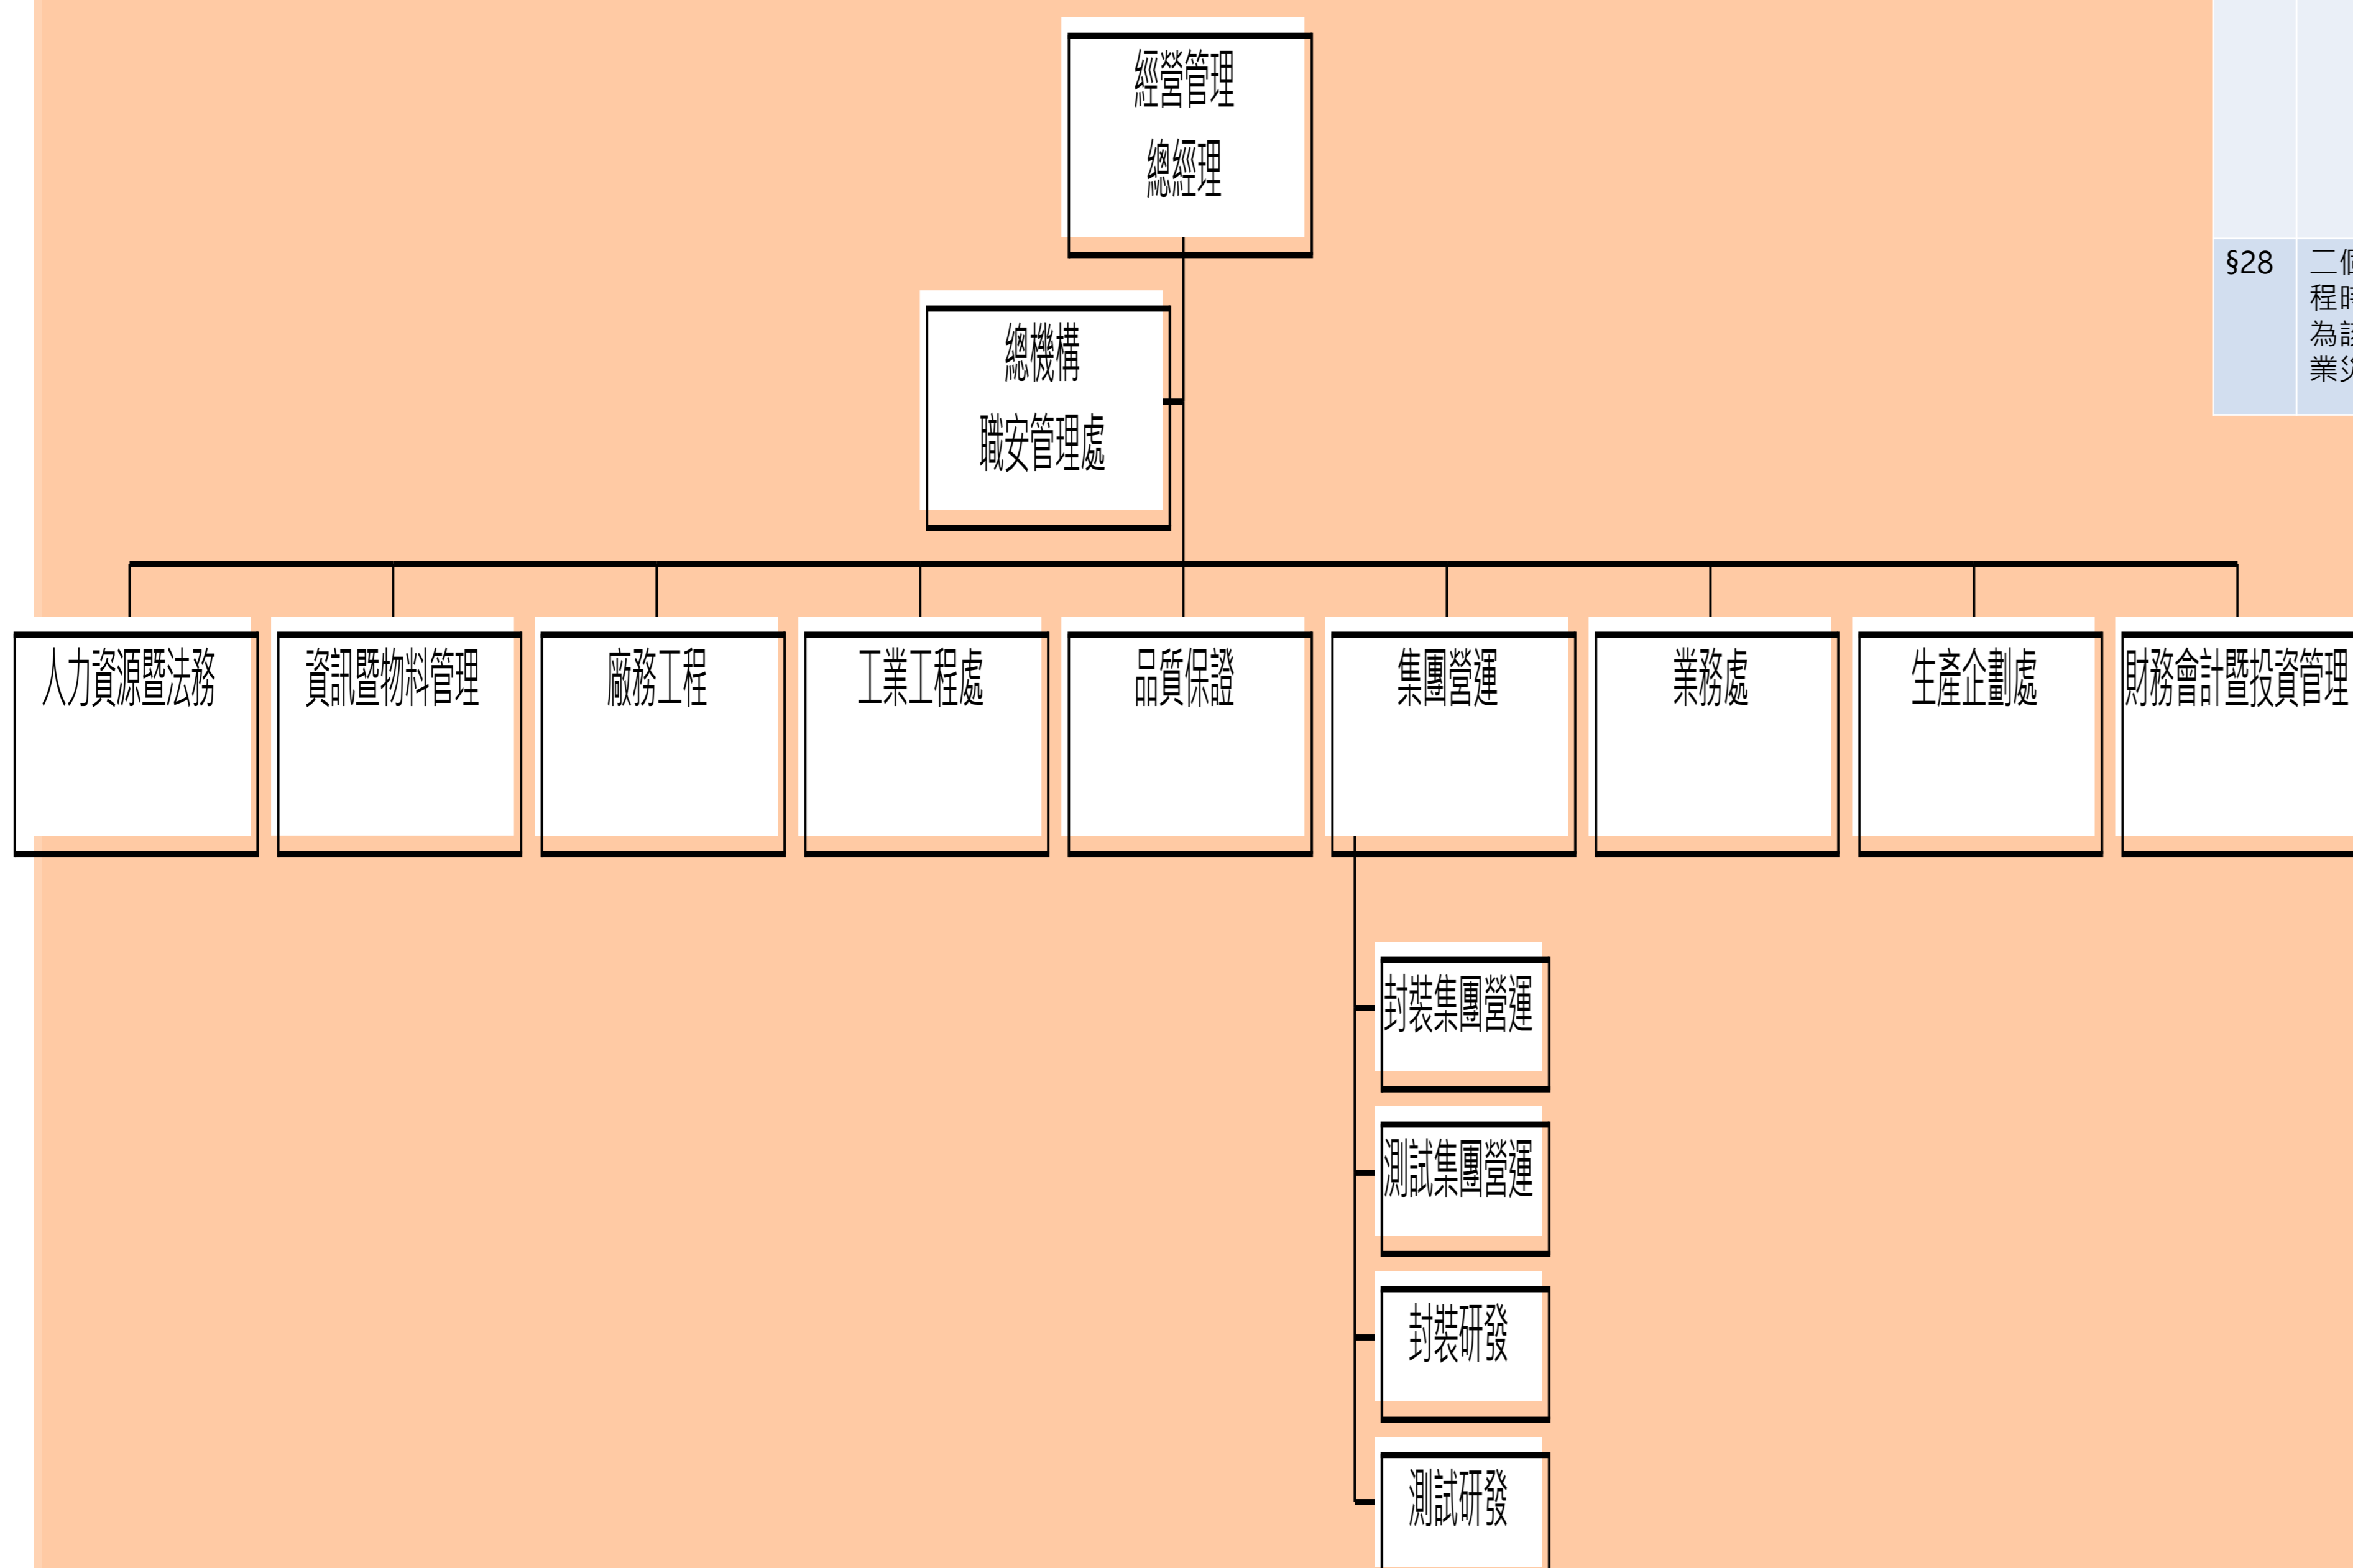 經營管理
總經理
總機構
職安管理處
人力資源暨法務
資訊暨物料管理
廠務工程
工業工程處
品質保證
集團營運
業務處
生產企劃處
財務會計暨投資管理
封裝集團營運
測試集團營運
封裝研發
測試研發
§28
二
程
為
業